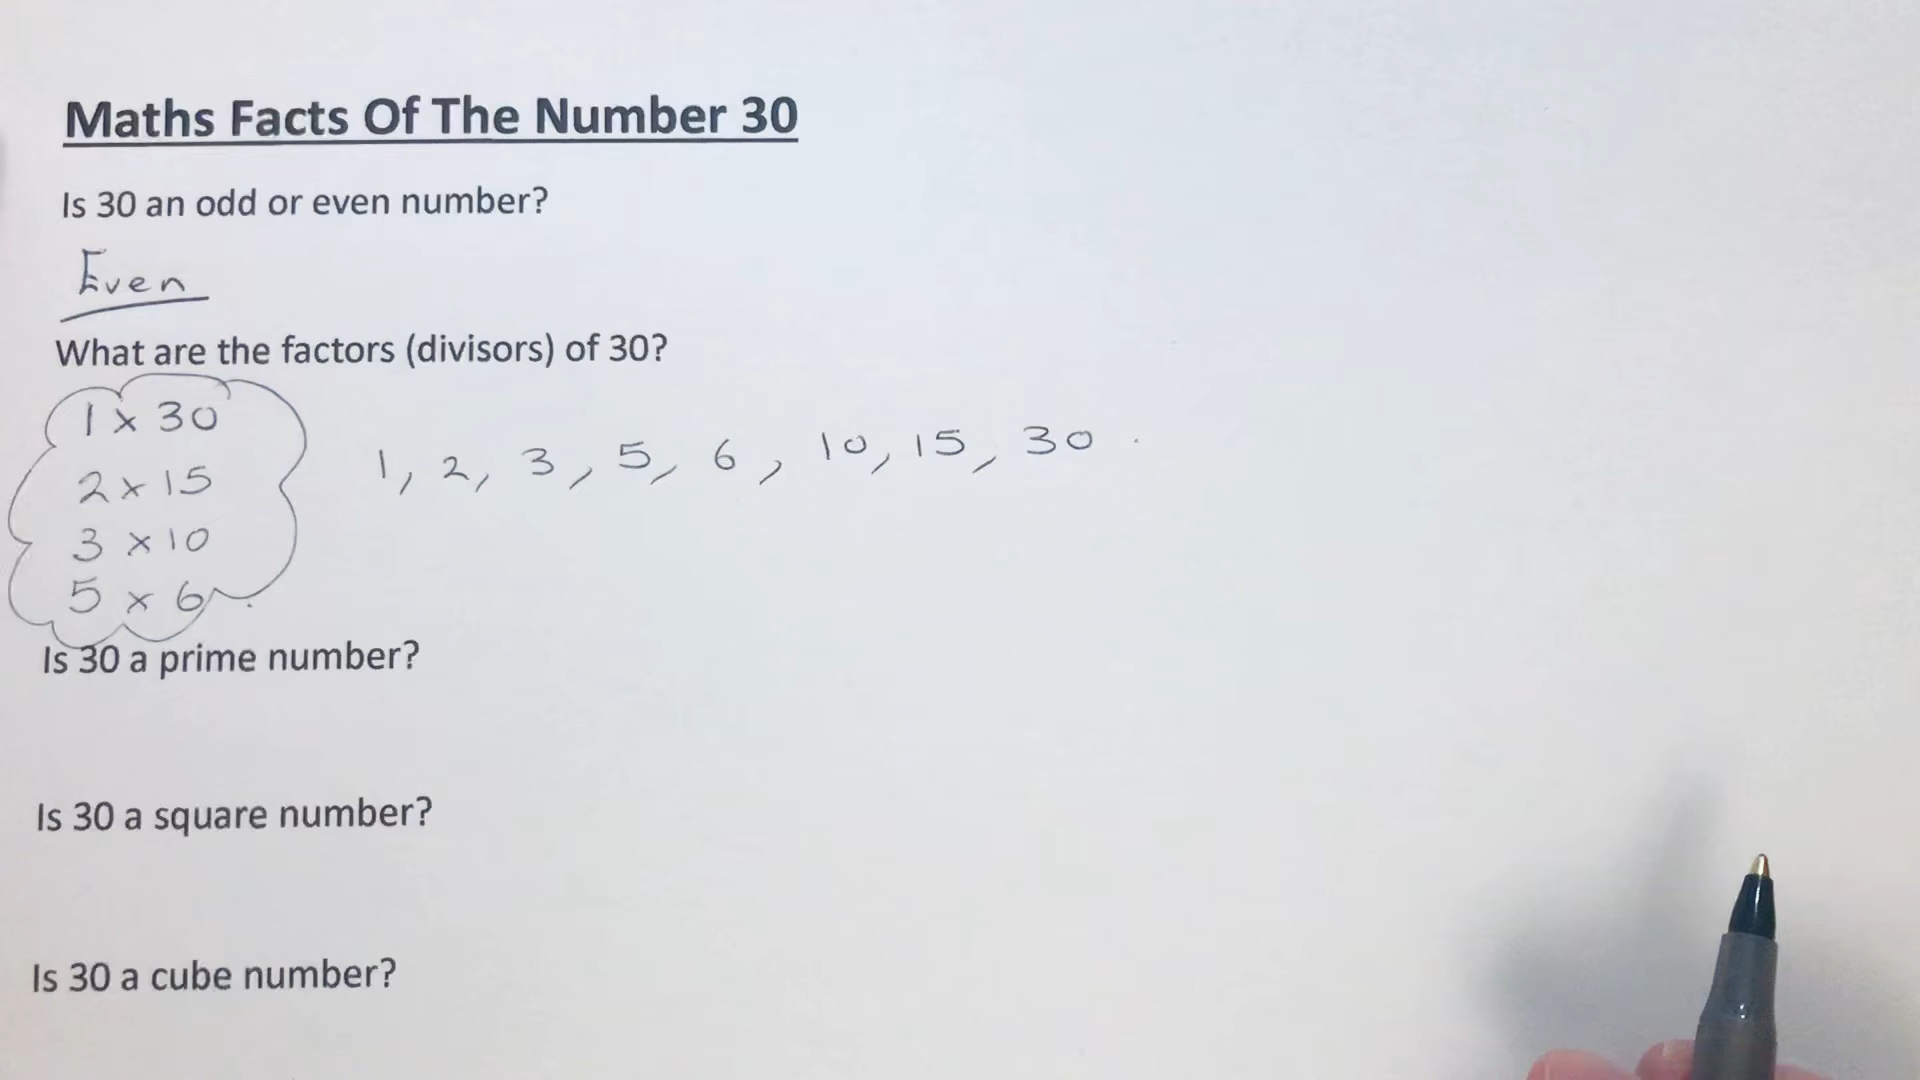 Maths Facts Of The Number 30
Is 30 an odd or even number?
Even
What are the factors (divisors) of 30?
1 x 30
2 x 15
3 x 10
5 x 6
1, 2, 3, 5, 6, 10, 15, 30.
Is 30 a prime number?
Is 30 a square number?
Is 30 a cube number?